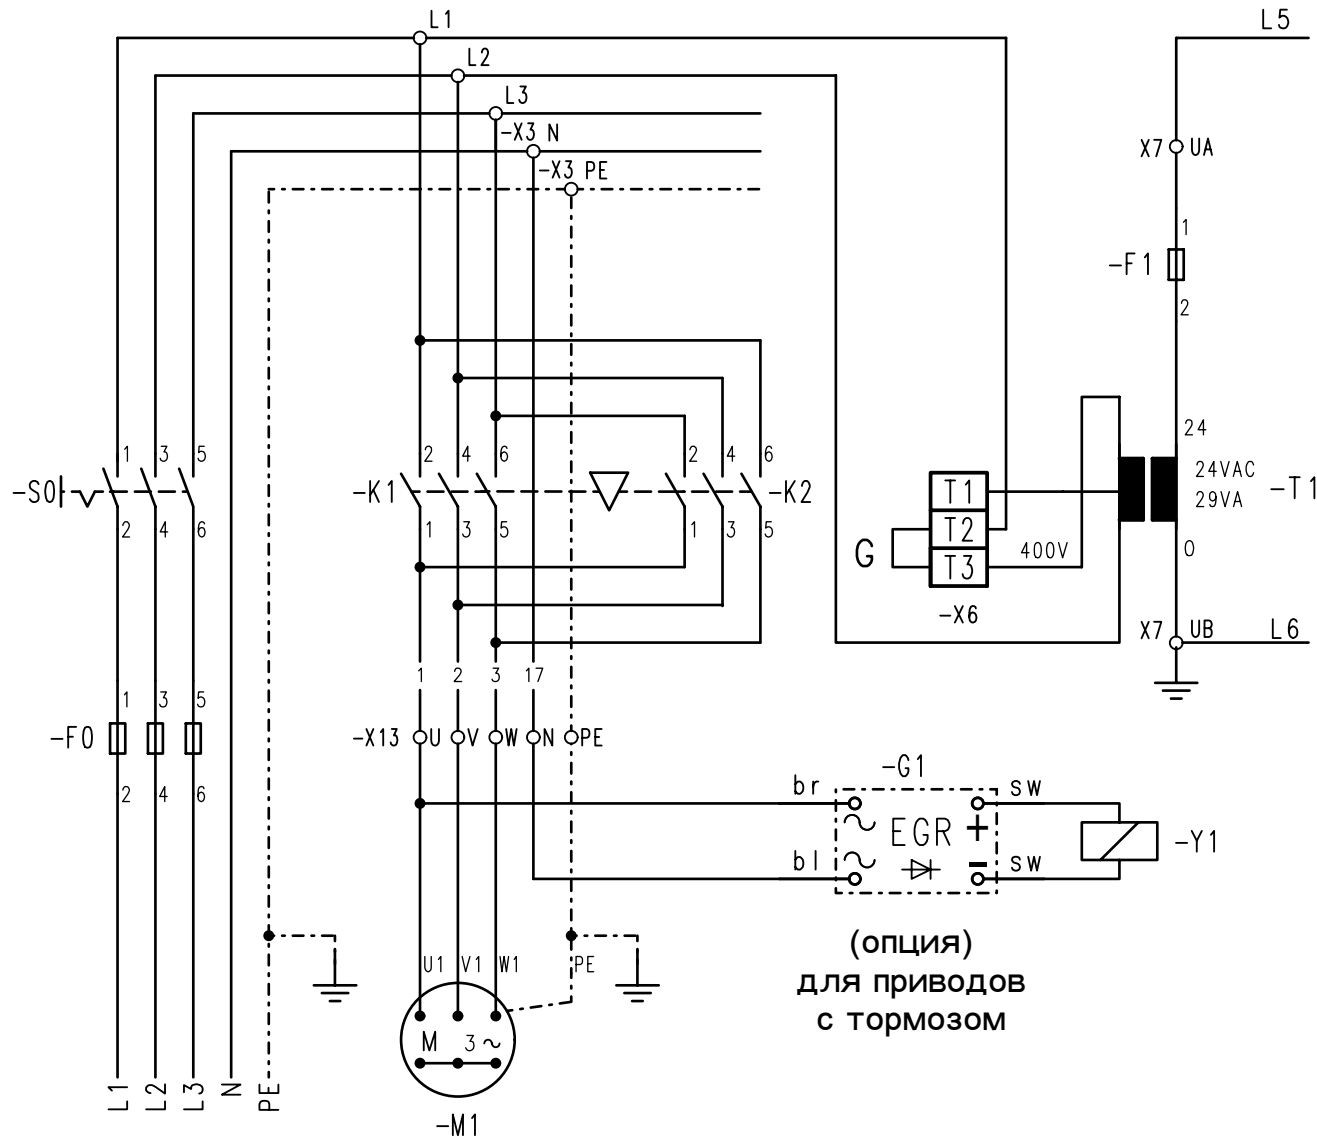 L1
L5
L2
L3
-X3 N
-X3 PE
X7 UA
1
-F1
2
24
24VAC
29VA
-T1
0
X7 UB
L6
1 3 5
-S0
2 4 6
2 4 6
-K1
1 3 5
2 4 6
-K2
1 3 5
T1
T2
T3
G
400V
-X6
1 2 3 17
1 3 5
-F0
2 4 6
-X13 U V W N PE
-G1
br
sw
EGR
+
-Y1
bl
-
sw
(опция)
для приводов
с тормозом
U1 V1 W1 PE
M 3 ~
-M1
L1 L2 L3 N PE